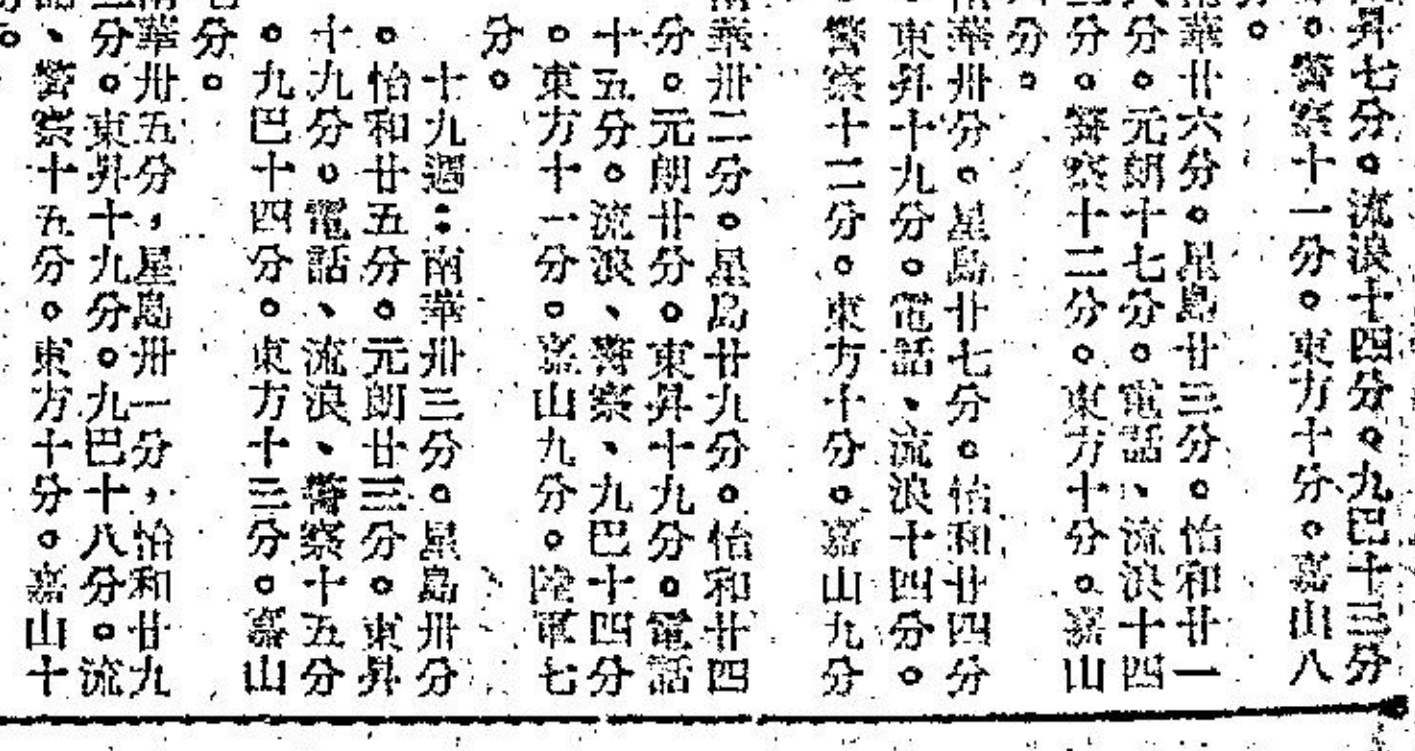 昇七分。流浪十四分。九巴十三分
。警察十一分。東方十分。嘉山八
分。
南華廿六分。星島廿三分。怡和廿一
分。元朗十七分。電話、流浪十四
分。警察十二分。東方十分。嘉山
分。
南華卅分。星島廿七分。怡和廿四分
。東昇十九分。電話、流浪十四分。
警察十二分。東方十分。嘉山九分
南華卅二分。星島廿九分。怡和廿四
分。元朗廿分。東昇十九分。電話
十五分。流浪、警察、九巴十四分
。東方十一分。嘉山九分。陸電七
分。
十九週：南華卅三分。星島卅分
。怡和廿五分。元朗廿三分。東昇
十九分。電話、流浪、警察十五分
。九巴十四分。東方十三分。嘉山
分。
南華卅五分，星島卅一分，怡和廿九
分。東昇十九分。九巴十八分。流
、警察十五分。東方十分。嘉山十